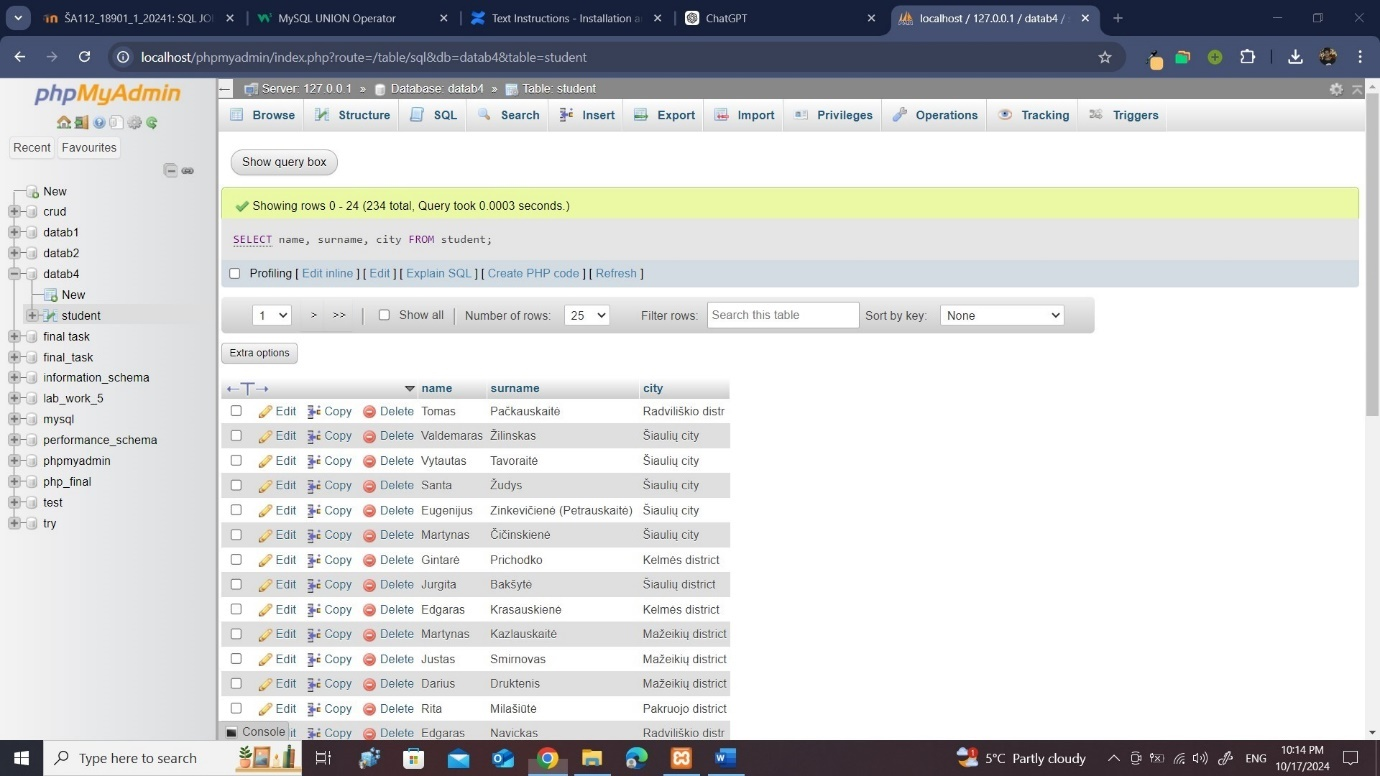 ŠA112_18901_1_20241: SQL JO
MySQL UNION Operator
Text Instructions - Installation a
ChatGPT
localhost / 127.0.0.1 / datab4 /
localhost/phpmyadmin/index.php?route=/table/sql&db=datab4&table=student
phpMyAdmin
Recent Favourites
New
crud
datab1
datab2
datab4
New
student
final task
final_task
information_schema
lab_work_5
mysql
performance_schema
phpmyadmin
php_final
test
try
Server: 127.0.0.1 » Database: datab4 » Table: student
Browse Structure SQL Search Insert Export Import Privileges Operations Tracking Triggers
Show query box
Showing rows 0 - 24 (234 total, Query took 0.0003 seconds.)
SELECT name, surname, city FROM student;
Profiling [ Edit inline ] [ Edit ] [ Explain SQL ] [ Create PHP code ] [ Refresh ]
1 > >> Show all Number of rows: 25 Filter rows: Search this table Sort by key: None
Extra options
←T→ name surname city
Edit Copy Delete Tomas Pačkauskaitė Radviliškio distr
Edit Copy Delete Valdemaras Žilinskas Šiaulių city
Edit Copy Delete Vytautas Tavoraitė Šiaulių city
Edit Copy Delete Santa Žudys Šiaulių city
Edit Copy Delete Eugenijus Zinkevičienė (Petrauskaitė) Šiaulių city
Edit Copy Delete Martynas Čičinskienė Šiaulių city
Edit Copy Delete Gintarė Prichodko Kelmės district
Edit Copy Delete Jurgita Bakšytė Šiaulių district
Edit Copy Delete Edgaras Krasauskienė Kelmės district
Edit Copy Delete Martynas Kazlauskaitė Mažeikių district
Edit Copy Delete Justas Smirnovas Mažeikių district
Edit Copy Delete Darius Druktenis Mažeikių district
Edit Copy Delete Rita Milašiūtė Pakruojo district
Console it Copy Delete Edgaras Navickas Radviliškio distr
Type here to search
5°C Partly cloudy
ENG
10:14 PM
10/17/2024